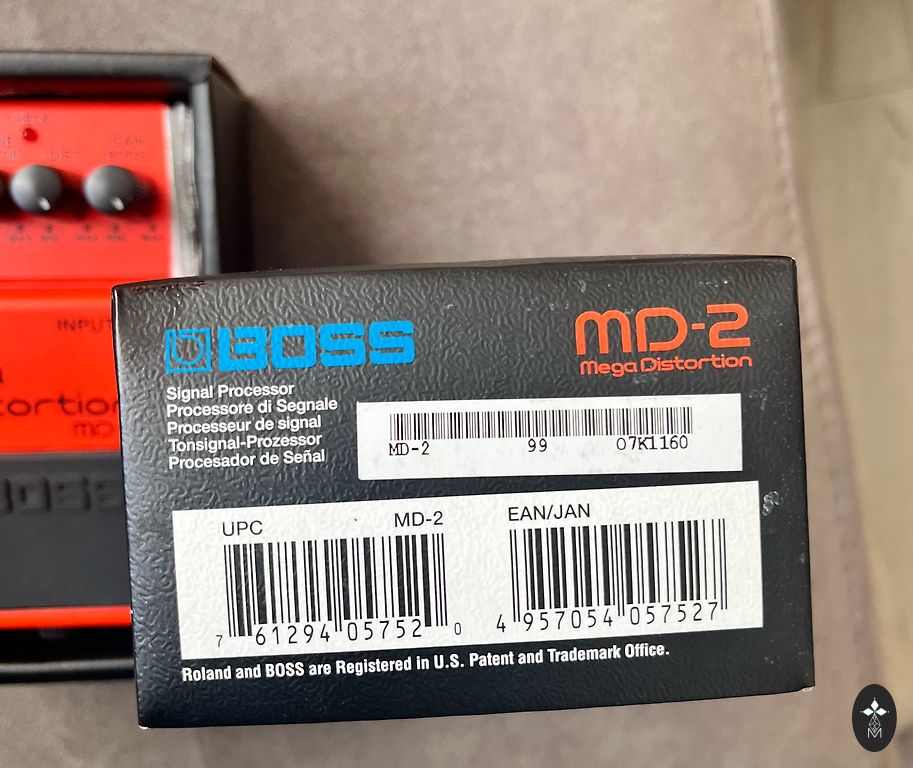 BOSS
MD-2
Mega Distortion
Signal Processor
Processore di Segnale
Processeur de signal
Tonsignal-Prozessor
Procesador de Señal
MD-2 99 O7K1160
UPC MD-2
7 61294 05752 0
EAN/JAN
4 957054 057527
Roland and BOSS are Registered in U.S. Patent and Trademark Office.
INPUT
BOSS
M